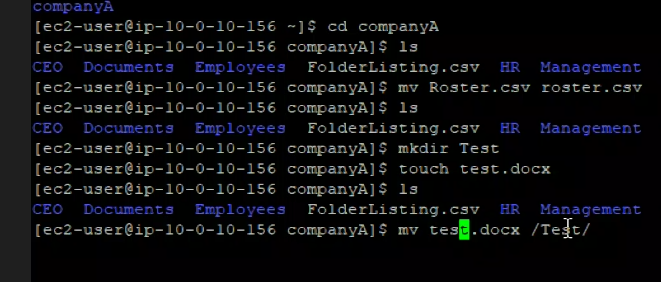 companyA
[ec2-user@ip-10-0-10-156 ~]$ cd companyA
[ec2-user@ip-10-0-10-156 companyA]$ ls
CEO Documents Employees FolderListing.csv HR Management
[ec2-user@ip-10-0-10-156 companyA]$ mv Roster.csv roster.csv
[ec2-user@ip-10-0-10-156 companyA]$ ls
CEO Documents Employees FolderListing.csv HR Management
[ec2-user@ip-10-0-10-156 companyA]$ mkdir Test
[ec2-user@ip-10-0-10-156 companyA]$ touch test.docx
[ec2-user@ip-10-0-10-156 companyA]$ ls
CEO Documents Employees FolderListing.csv HR Management
[ec2-user@ip-10-0-10-156 companyA]$ mv test.docx /Test/